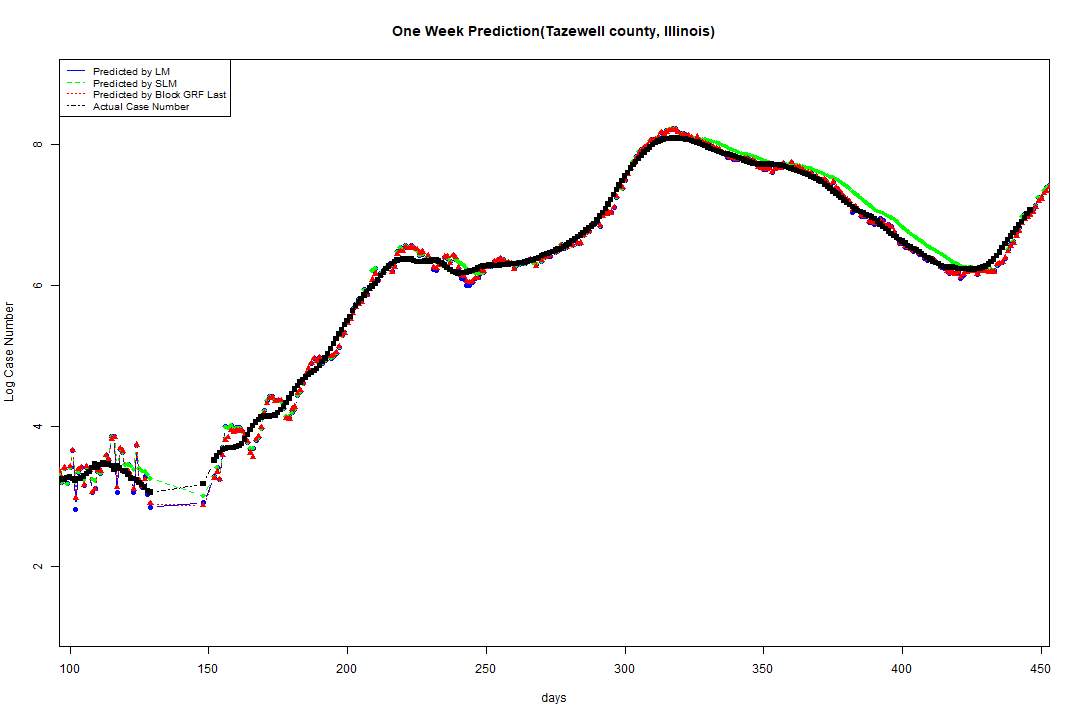 One Week Prediction(Tazewell county, Illinois)
Predicted by LM
Predicted by SLM
Predicted by Block GRF Last
Actual Case Number
8
6
4
2
Log Case Number
100 150 200 250 300 350 400 450
days